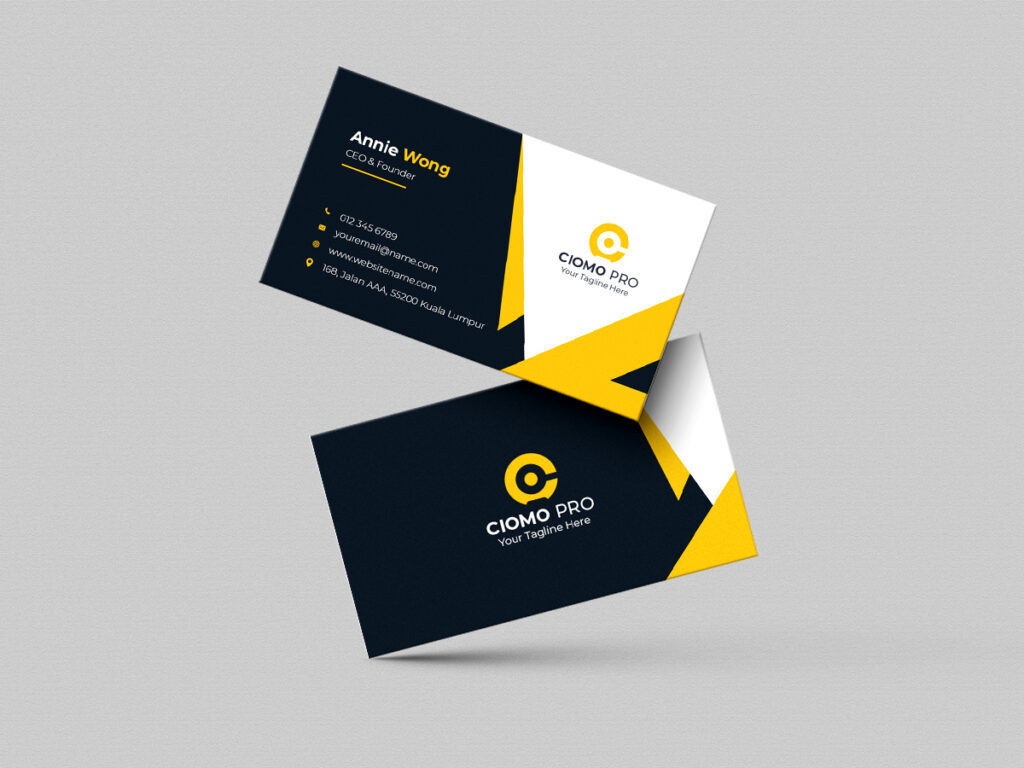 Annie Wong
CEO & Founder
012 345 6789
youremail@name.com
www.websitename.com
168, Jalan AAA, 55200 Kuala Lumpur
CIOMO PRO
Your Tagline Here
CIOMO PRO
Your Tagline Here